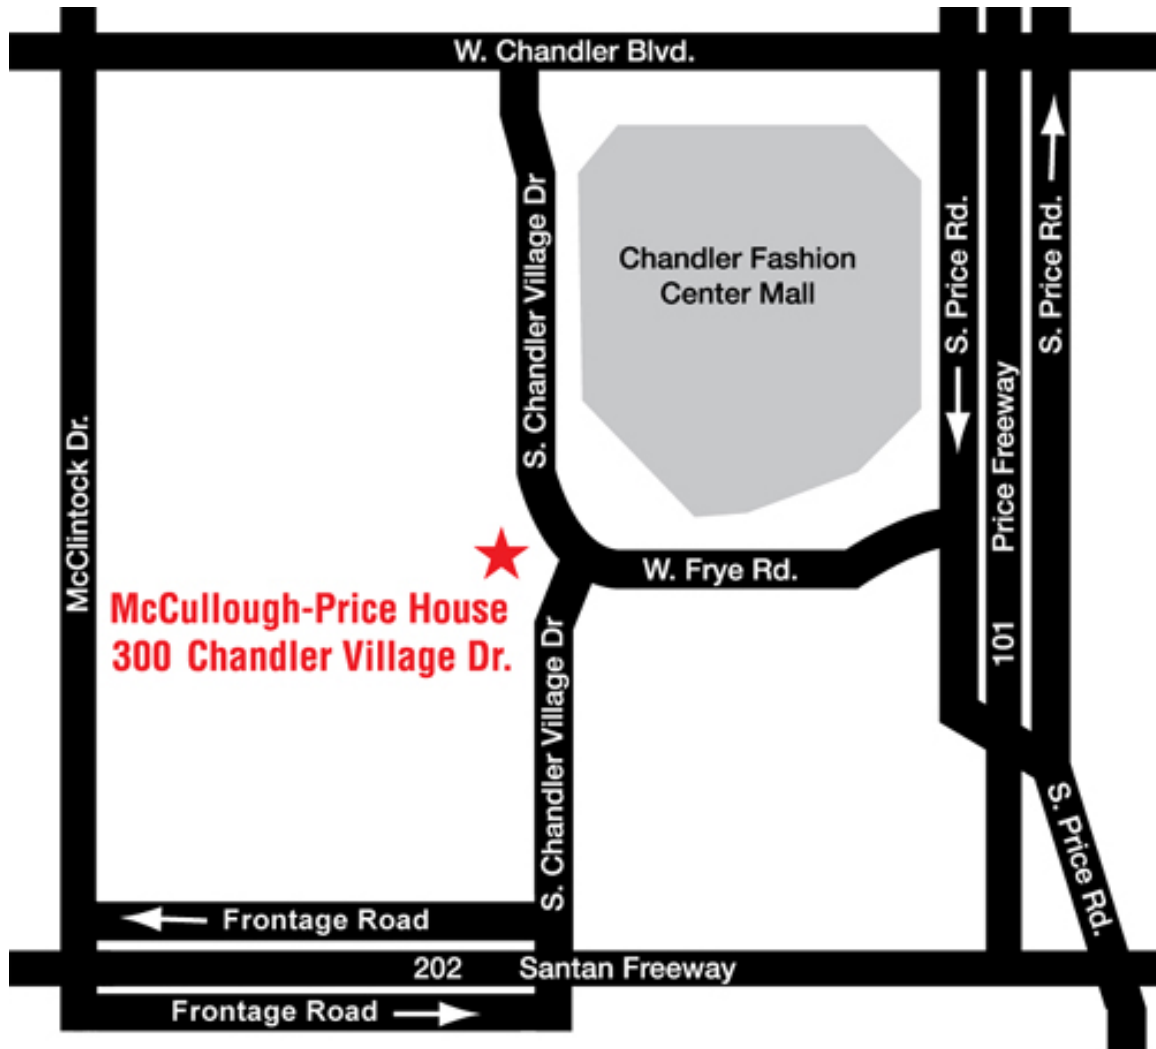 W. Chandler Blvd.
S. Chandler Village Dr
Chandler Fashion
Center Mall
S. Price Rd.
S. Price Rd.
Price Freeway
101
McClintock Dr.
W. Frye Rd.
McCullough-Price House
300 Chandler Village Dr.
S. Chandler Village Dr
S. Price Rd.
Frontage Road
202 Santan Freeway
Frontage Road